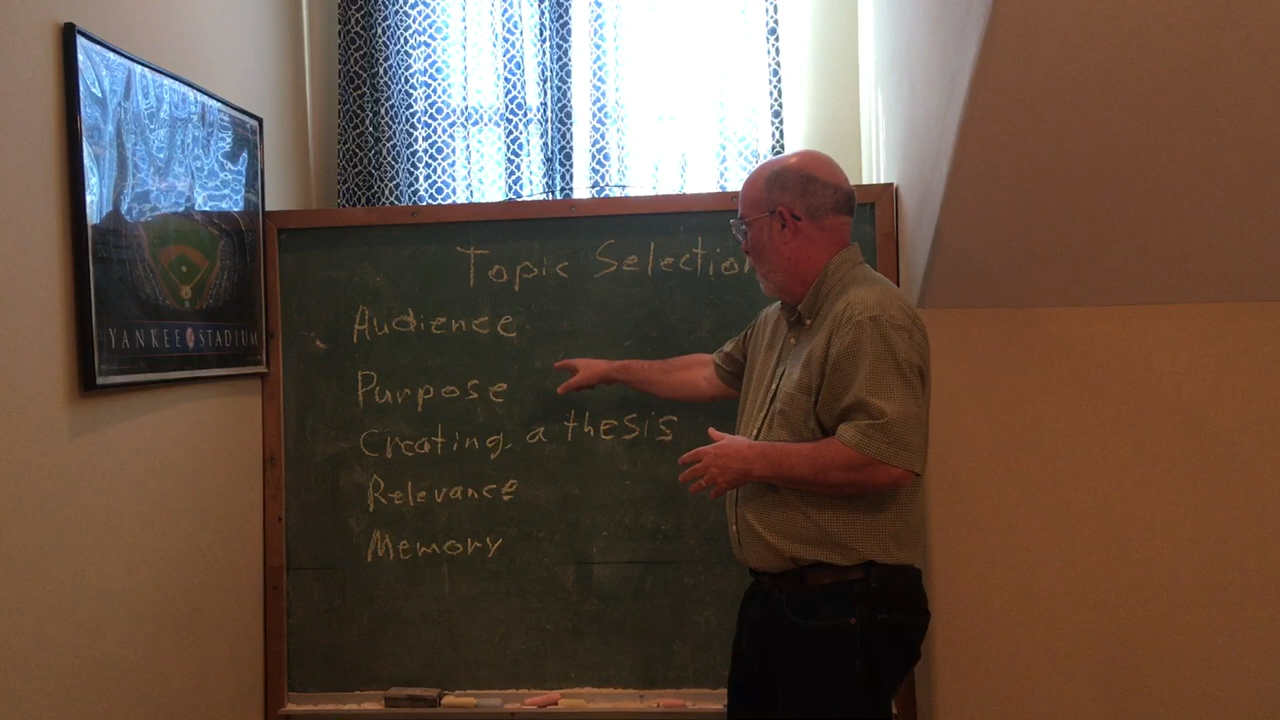 Topic Selection
Audience
Purpose
Creating a thesis
Relevance
Memory
YANKEE STADIUM